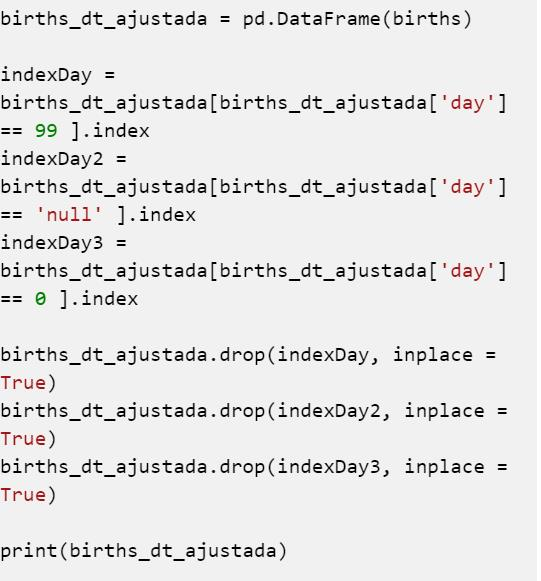 births_dt_ajustada = pd.DataFrame(births)
indexDay =
births_dt_ajustada[births_dt_ajustada['day']
== 99 ].index
indexDay2 =
births_dt_ajustada[births_dt_ajustada['day']
== 'null' ].index
indexDay3 =
births_dt_ajustada[births_dt_ajustada['day']
== 0 ].index
births_dt_ajustada.drop(indexDay, inplace =
True)
births_dt_ajustada.drop(indexDay2, inplace =
True)
births_dt_ajustada.drop(indexDay3, inplace =
True)
print(births_dt_ajustada)